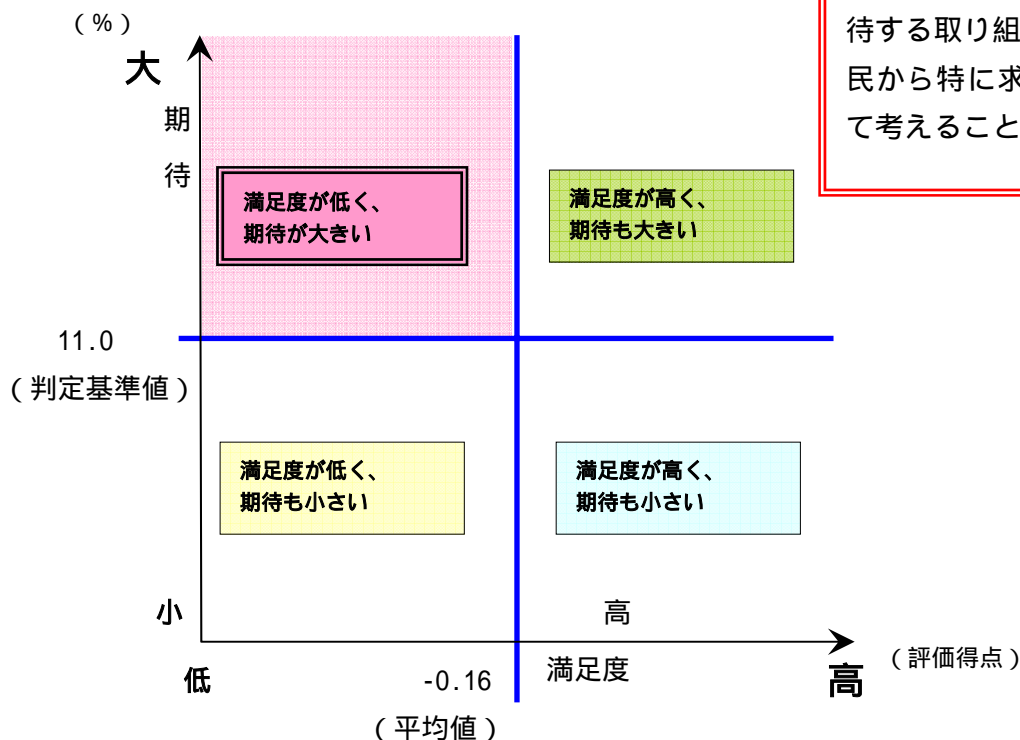 （％）
大
期
待
待する取り組
民から特に求
て考えること
満足度が低く、
期待が大きい
満足度が高く、
期待も大きい
11.0
（判定基準値）
満足度が低く、
期待も小さい
満足度が高く、
期待も小さい
小
高
低
-0.16
満足度
高
（評価得点）
（平均値）